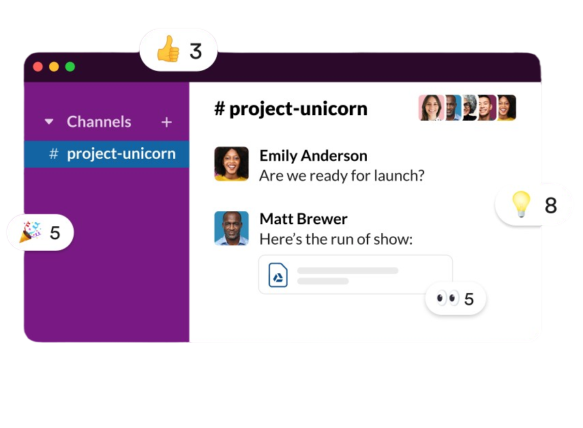 3
Channels +
# project-unicorn
# project-unicorn
Emily Anderson
Are we ready for launch?
Matt Brewer
Here's the run of show:
5
8
5